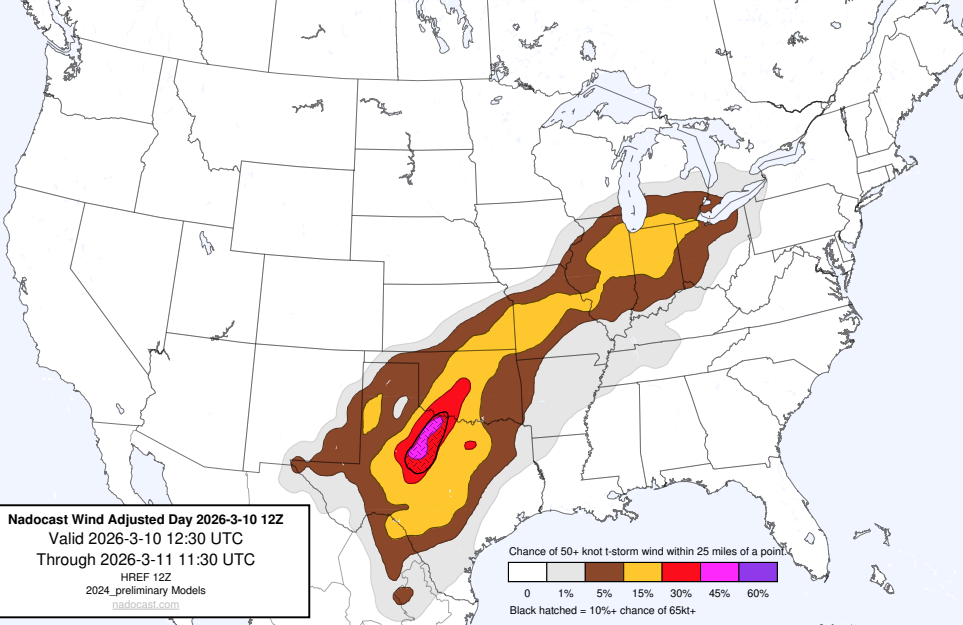 Nadocast Wind Adjusted Day 2026-3-10 12Z
Valid 2026-3-10 12:30 UTC
Through 2026-3-11 11:30 UTC
HREF 12Z
2024_preliminary Models
nadocast.com
Chance of 50+ knot t-storm wind within 25 miles of a point.
0 1% 5% 15% 30% 45% 60%
Black hatched = 10%+ chance of 65kt+